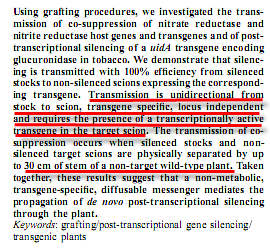 Using grafting procedures, we investigated the trans-
mission of co-suppression of nitrate reductase and
nitrite reductase host genes and transgenes and of post-
transcriptional silencing of a uidA transgene encoding
glucuronidase in tobacco. We demonstrate that silenc-
ing is transmitted with 100% efficiency from silenced
stocks to non-silenced scions expressing the correspond-
ing transgene. Transmission is unidirectional from
stock to scion, transgene specific, locus independent
and requires the presence of a transcriptionally active
transgene in the target scion. The transmission of co-
suppression occurs when silenced stocks and non-
silenced target scions are physically separated by up
to 30 cm of stem of a non-target wild-type plant. Taken
together, these results suggest that a non-metabolic,
transgene-specific, diffusable messenger mediates the
propagation of de novo post-transcriptional silencing
through the plant.
Keywords: grafting/post-transcriptional gene silencing/
transgenic plants